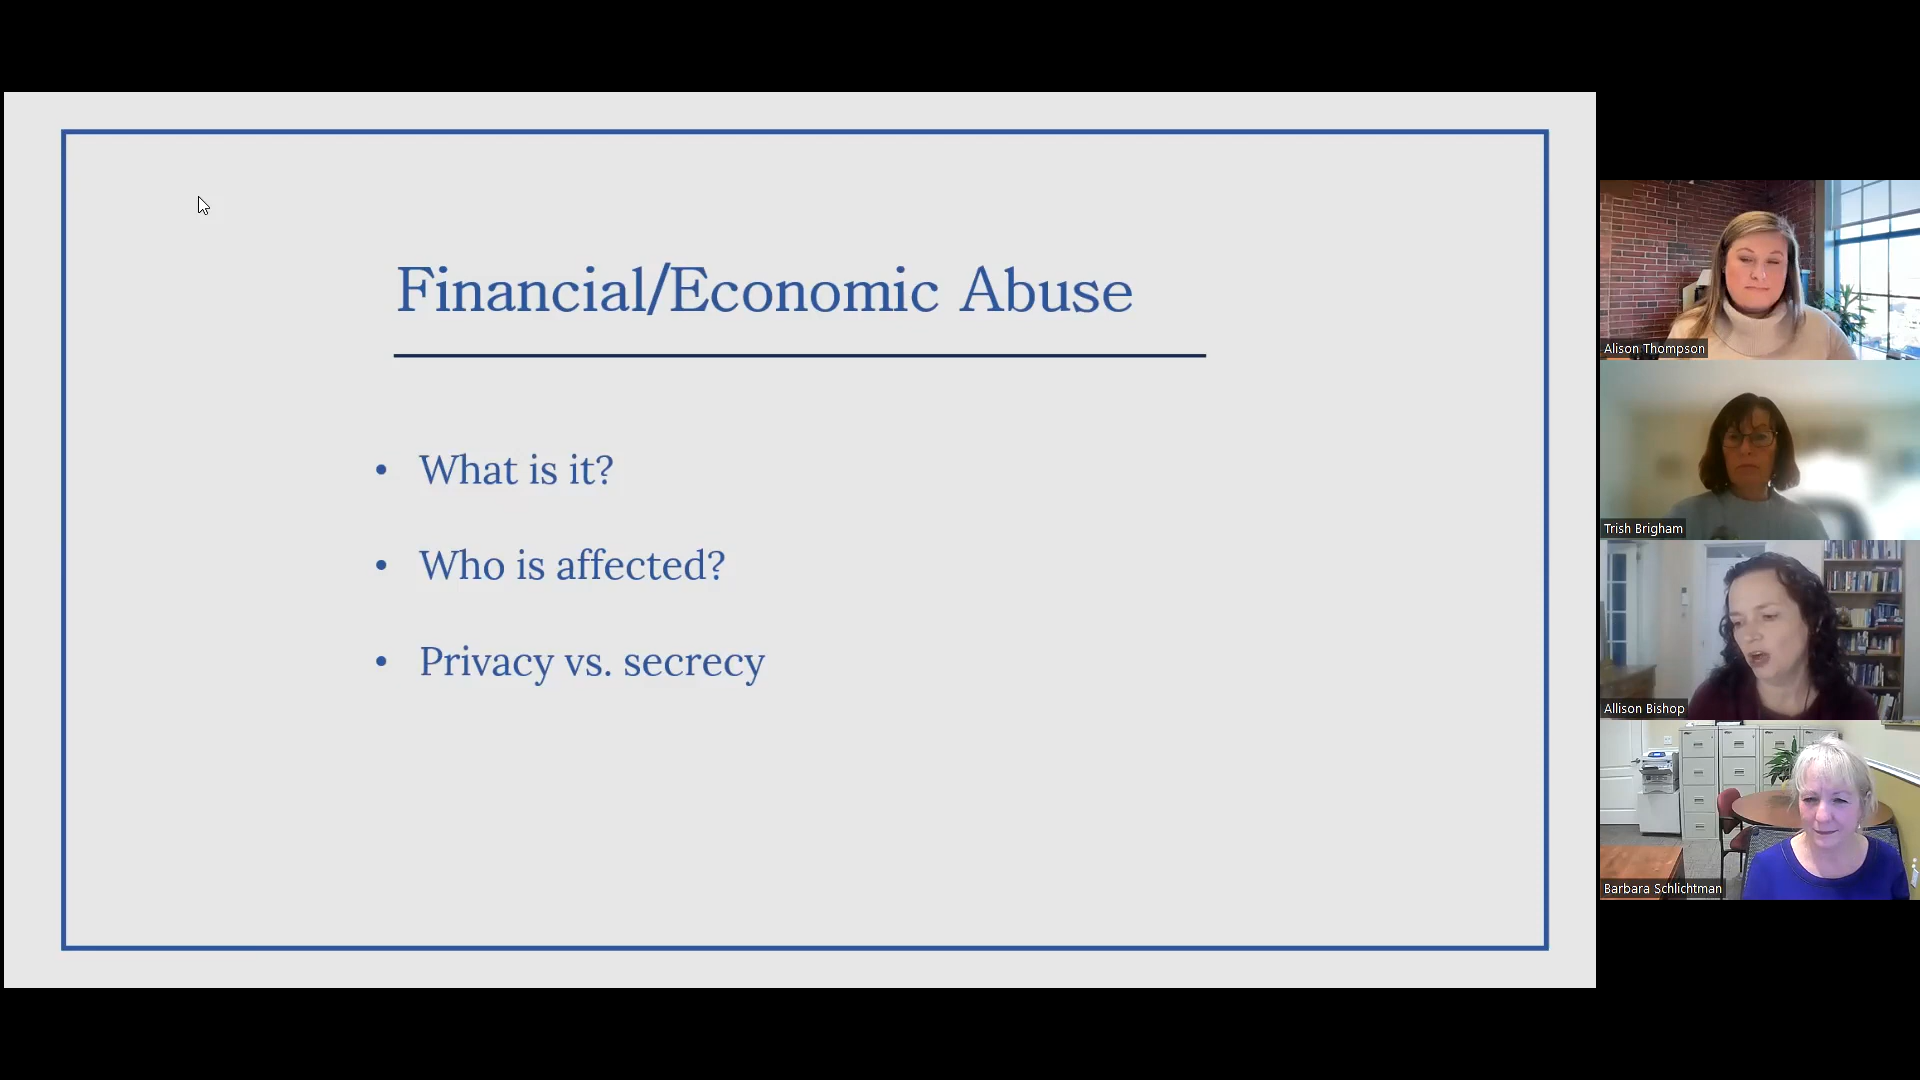 Financial/Economic Abuse
• What is it?
• Who is affected?
• Privacy vs. secrecy
Alison Thompson
Trish Brigham
Allison Bishop
Barbara Schlichtman